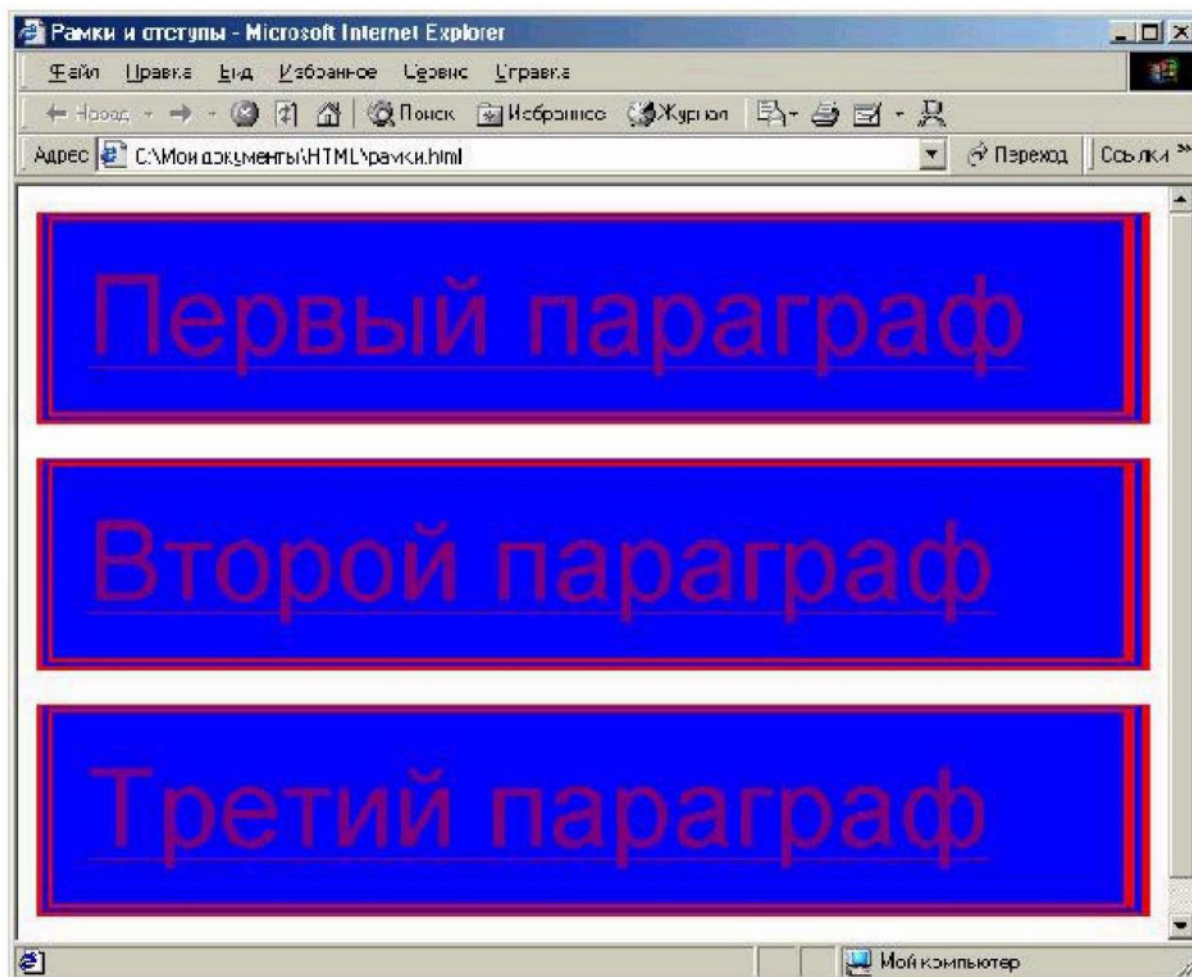 Рамки и отступы - Microsoft Internet Explorer
Файл Правка Вид Избранное Сервис Справка
Назад Поиск Избранное Журнал
Адрес C:\Мои документы\HTML\рамки.html Переход Ссылки »
Первый параграф
Второй параграф
Третий параграф
Мой компьютер